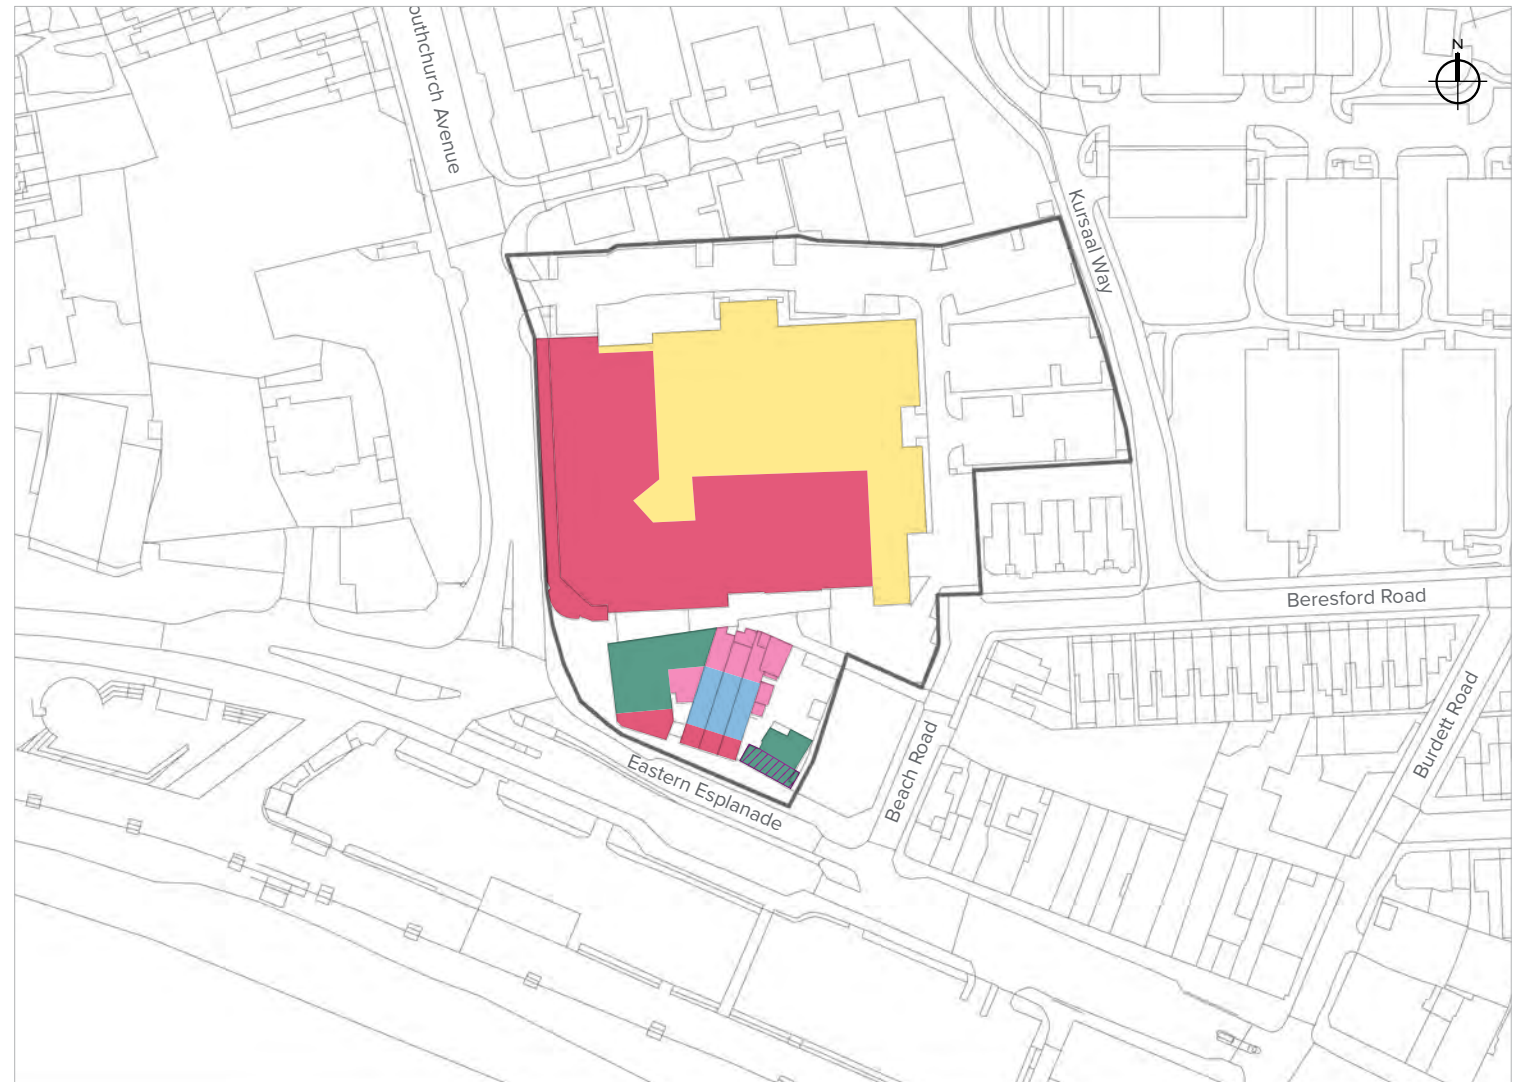 outhchurch Avenue
N
Kursaal Way
Beresford Road
Burdett Road
Beach Road
Eastern Esplanade